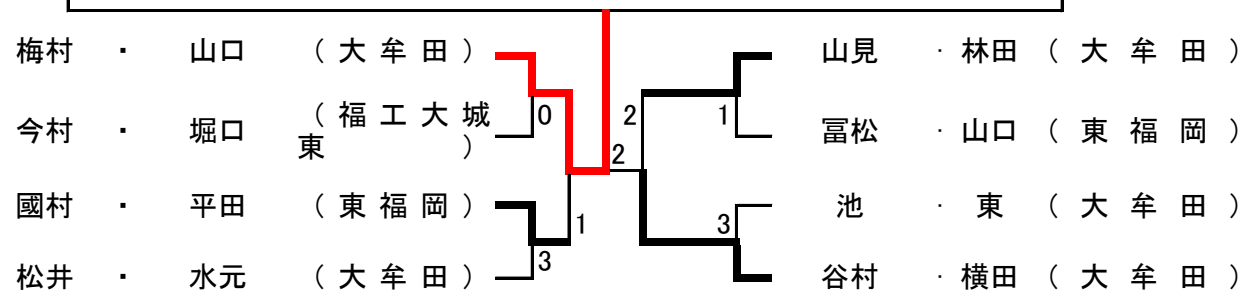 梅村 ・ 山口 (大牟田) 山見 ・ 林田 (大牟田)
0 2 1
今村 ・ 堀口 (福工大城東) 冨松 ・ 山口 (東福岡)
2
國村 ・ 平田 (東福岡) 池 ・ 東 (大牟田)
1 3
3
松井 ・ 水元 (大牟田) 谷村 ・ 横田 (大牟田)